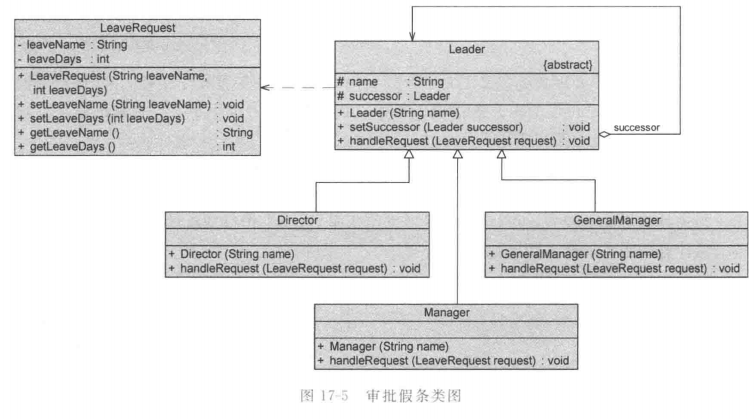 LeaveRequest
- leaveName : String
- leaveDays : int
+ LeaveRequest (String leaveName,
int leaveDays)
+ setLeaveName (String leaveName) : void
+ setLeaveDays (int leaveDays) : void
+ getLeaveName () : String
+ getLeaveDays () : int
Leader
{abstract}
# name : String
# successor : Leader
+ Leader (String name)
+ setSuccessor (Leader successor) : void
+ handleRequest (LeaveRequest request) : void
successor
Director
+ Director (String name)
+ handleRequest (LeaveRequest request) : void
GeneralManager
+ GeneralManager (String name)
+ handleRequest (LeaveRequest request) : void
Manager
+ Manager (String name)
+ handleRequest (LeaveRequest request) : void
图 17-5 审批假条类图